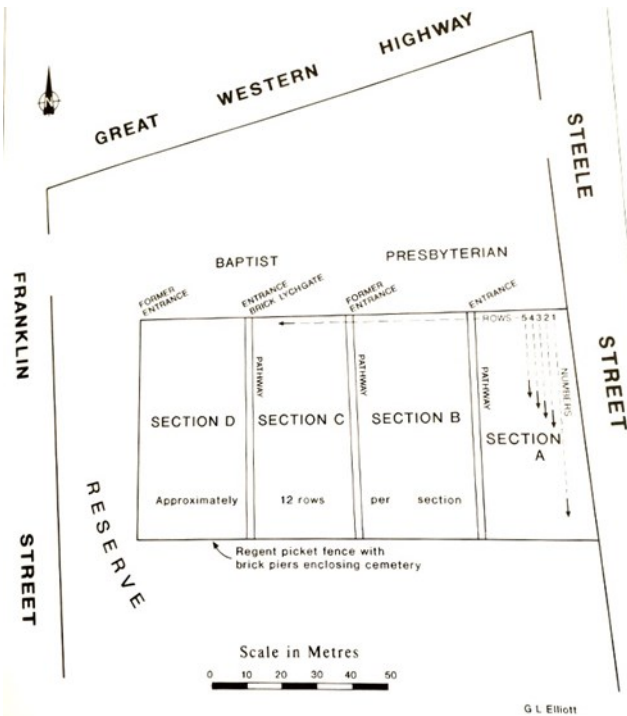 GREAT WESTERN HIGHWAY
STEELE STREET
FRANKLIN STREET
BAPTIST
PRESBYTERIAN
FORMER
ENTRANCE
ENTRANCE
BRICK LYCHGATE
FORMER
ENTRANCE
ENTRANCE
ROWS - 5 4 3 2 1
PATHWAY
PATHWAY
PATHWAY
NUMBERS
SECTION D
SECTION C
SECTION B
SECTION
A
Approximately 12 rows per section
RESERVE
Regent picket fence with
brick piers enclosing cemetery
Scale in Metres
0 10 20 30 40 50
G L Elliott